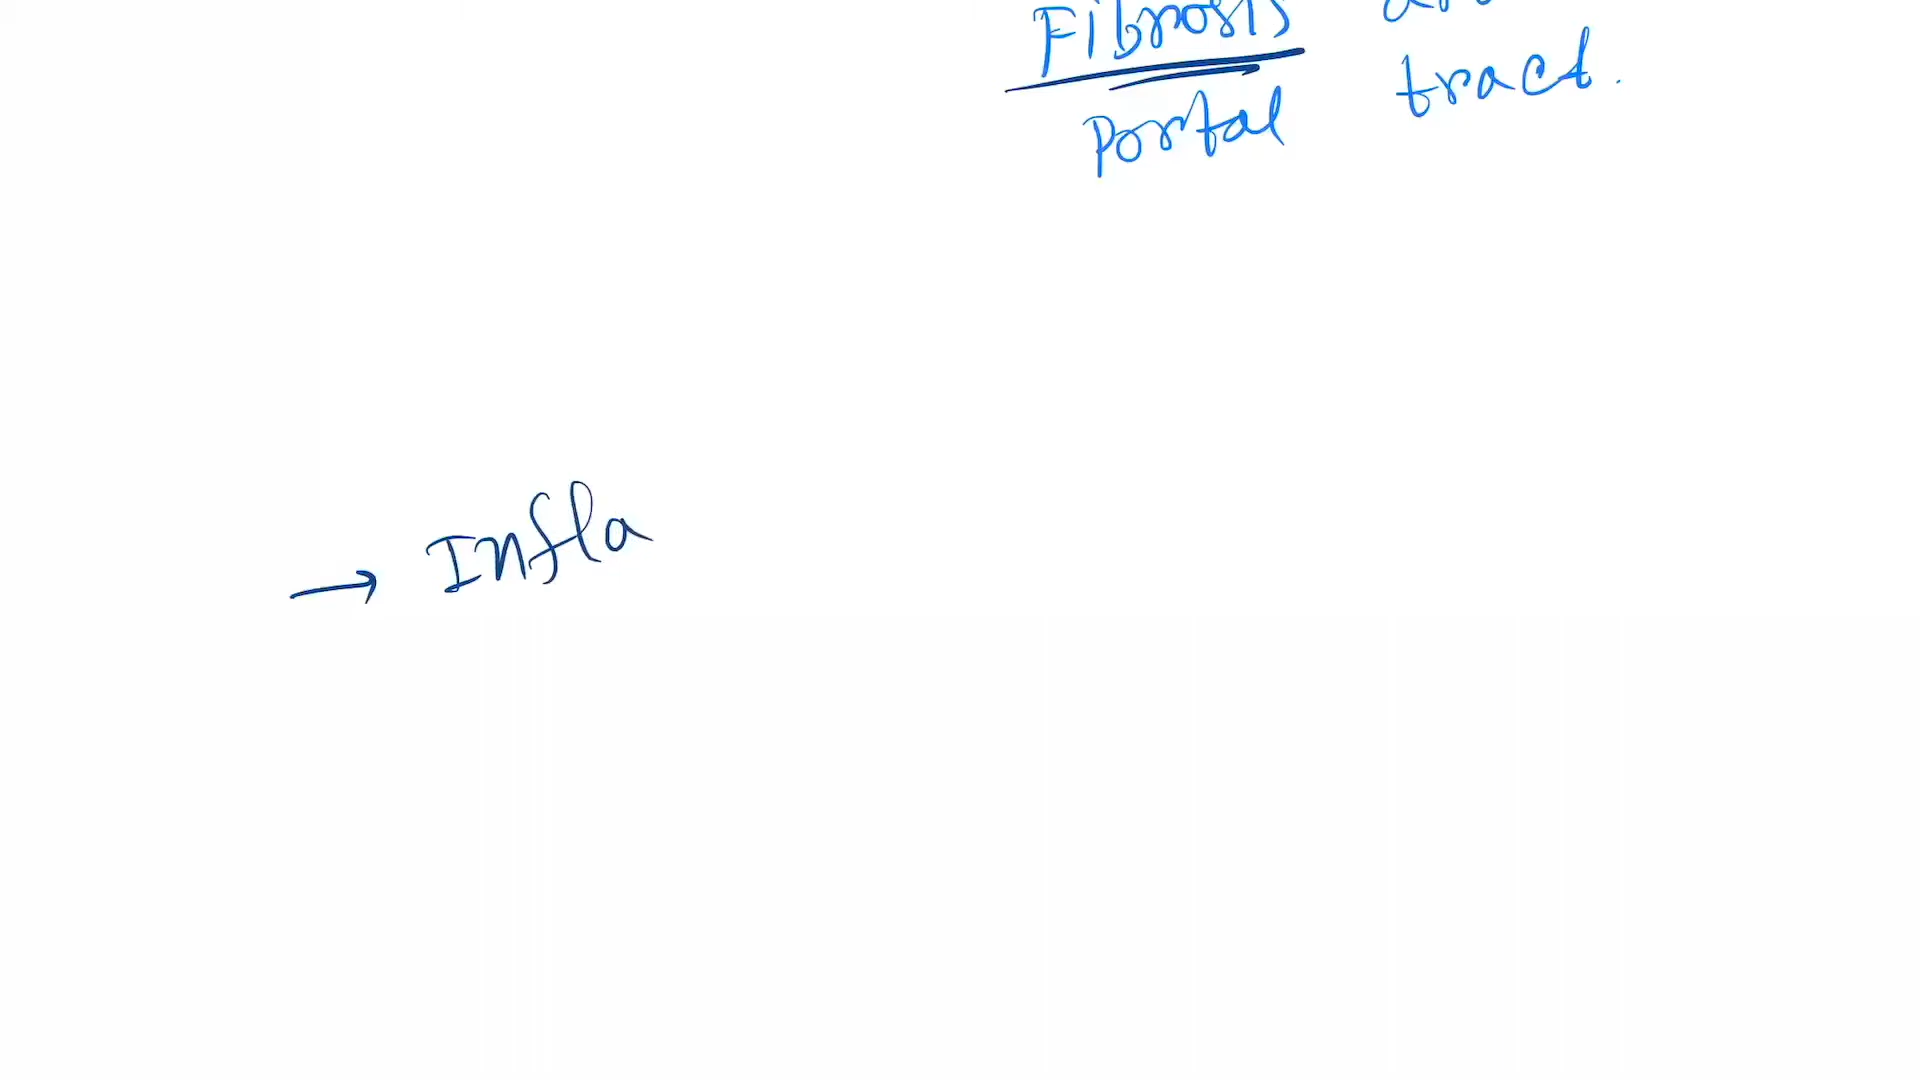 Fibrosis
Portal tract.
→ Infla